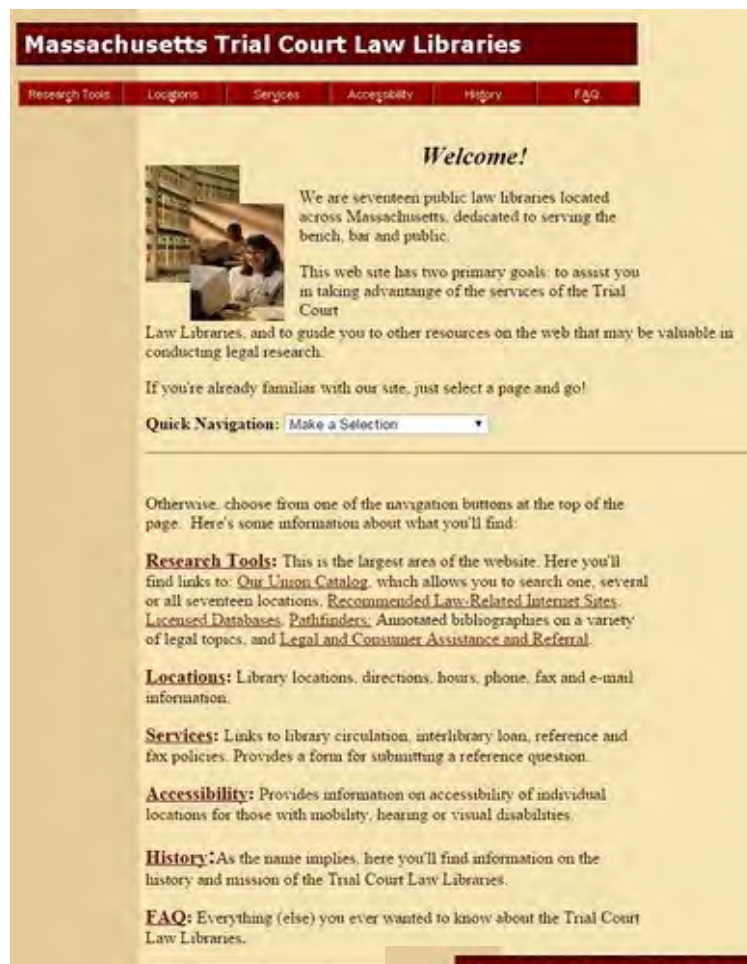 Massachusetts Trial Court Law Libraries
Research Tools Locations Services Accessibility History FAQ
Welcome!
We are seventeen public law libraries located
across Massachusetts, dedicated to serving the
bench, bar and public.
This web site has two primary goals: to assist you
in taking advantange of the services of the Trial
Court
Law Libraries, and to guide you to other resources on the web that may be valuable in
conducting legal research.
If you're already familiar with our site, just select a page and go!
Quick Navigation: Make a Selection
Otherwise, choose from one of the navigation buttons at the top of the
page. Here's some information about what you'll find:
Research Tools: This is the largest area of the website. Here you'll
find links to: Our Union Catalog, which allows you to search one, several
or all seventeen locations, Recommended Law-Related Internet Sites,
Licensed Databases, Pathfinders: Annotated bibliographies on a variety
of legal topics, and Legal and Consumer Assistance and Referral.
Locations: Library locations, directions, hours, phone, fax and e-mail
information.
Services: Links to library circulation, interlibrary loan, reference and
fax policies. Provides a form for submitting a reference question.
Accessibility: Provides information on accessibility of individual
locations for those with mobility, hearing or visual disabilities.
History:As the name implies, here you'll find information on the
history and mission of the Trial Court Law Libraries.
FAQ: Everything (else) you ever wanted to know about the Trial Court
Law Libraries.